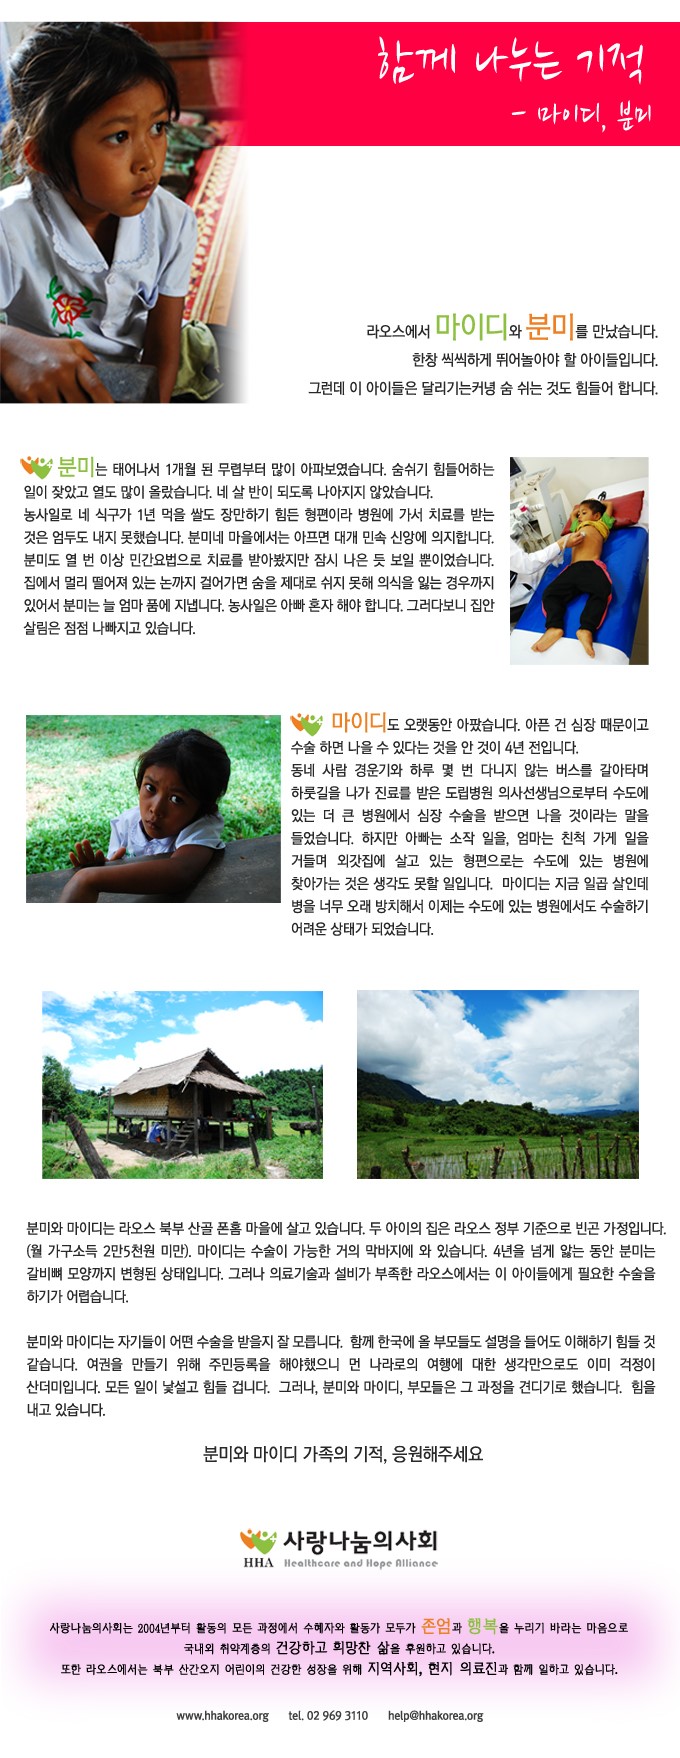 함께 나누는 기적
- 마이디, 분미
라오스에서 마이디와 분미를 만났습니다.
한창 씩씩하게 뛰어놀아야 할 아이들입니다.
그런데 이 아이들은 달리기는커녕 숨 쉬는 것도 힘들어 합니다.
분미는 태어나서 1개월 된 무렵부터 많이 아파보였습니다. 숨쉬기 힘들어하는
일이 잦았고 열도 많이 올랐습니다. 네 살 반이 되도록 나아지지 않았습니다.
농사일로 네 식구가 1년 먹을 쌀도 장만하기 힘든 형편이라 병원에 가서 치료를 받는
것은 엄두도 내지 못했습니다. 분미네 마을에서는 아프면 대개 민속 신앙에 의지합니다.
분미도 열 번 이상 민간요법으로 치료를 받아봤지만 잠시 나은 듯 보일 뿐이었습니다.
집에서 멀리 떨어져 있는 논까지 걸어가면 숨을 제대로 쉬지 못해 의식을 잃는 경우까지
있어서 분미는 늘 엄마 품에 지냅니다. 농사일은 아빠 혼자 해야 합니다. 그러다보니 집안
살림은 점점 나빠지고 있습니다.
마이디도 오랫동안 아팠습니다. 아픈 건 심장 때문이고
수술 하면 나을 수 있다는 것을 안 것이 4년 전입니다.
동네 사람 경운기와 하루 몇 번 다니지 않는 버스를 갈아타며
하룻길을 나가 진료를 받은 도립병원 의사선생님으로부터 수도에
있는 더 큰 병원에서 심장 수술을 받으면 나을 것이라는 말을
들었습니다. 하지만 아빠는 소작 일을, 엄마는 친척 가게 일을
거들며 외갓집에 살고 있는 형편으로는 수도에 있는 병원에
찾아가는 것은 생각도 못할 일입니다. 마이디는 지금 일곱 살인데
병을 너무 오래 방치해서 이제는 수도에 있는 병원에서도 수술하기
어려운 상태가 되었습니다.
분미와 마이디는 라오스 북부 산골 폰홈 마을에 살고 있습니다. 두 아이의 집은 라오스 정부 기준으로 빈곤 가정입니다.
(월 가구소득 2만5천원 미만). 마이디는 수술이 가능한 거의 막바지에 와 있습니다. 4년을 넘게 앓는 동안 분미는
갈비뼈 모양까지 변형된 상태입니다. 그러나 의료기술과 설비가 부족한 라오스에서는 이 아이들에게 필요한 수술을
하기가 어렵습니다.
분미와 마이디는 자기들이 어떤 수술을 받을지 잘 모릅니다. 함께 한국에 올 부모들도 설명을 들어도 이해하기 힘들 것
같습니다. 여권을 만들기 위해 주민등록을 해야했으니 먼 나라로의 여행에 대한 생각만으로도 이미 걱정이
산더미입니다. 모든 일이 낯설고 힘들 겁니다. 그러나, 분미와 마이디, 부모들은 그 과정을 견디기로 했습니다. 힘을
내고 있습니다.
분미와 마이디 가족의 기적, 응원해주세요
사랑나눔의사회
HHA Healthcare and Hope Alliance
사랑나눔의사회는 2004년부터 활동의 모든 과정에서 수혜자와 활동가 모두가 존엄과 행복을 누리기 바라는 마음으로
국내외 취약계층의 건강하고 희망찬 삶을 후원하고 있습니다.
또한 라오스에서는 북부 산간오지 어린이의 건강한 성장을 위해 지역사회, 현지 의료진과 함께 일하고 있습니다.
www.hhakorea.org tel. 02 969 3110 help@hhakorea.org